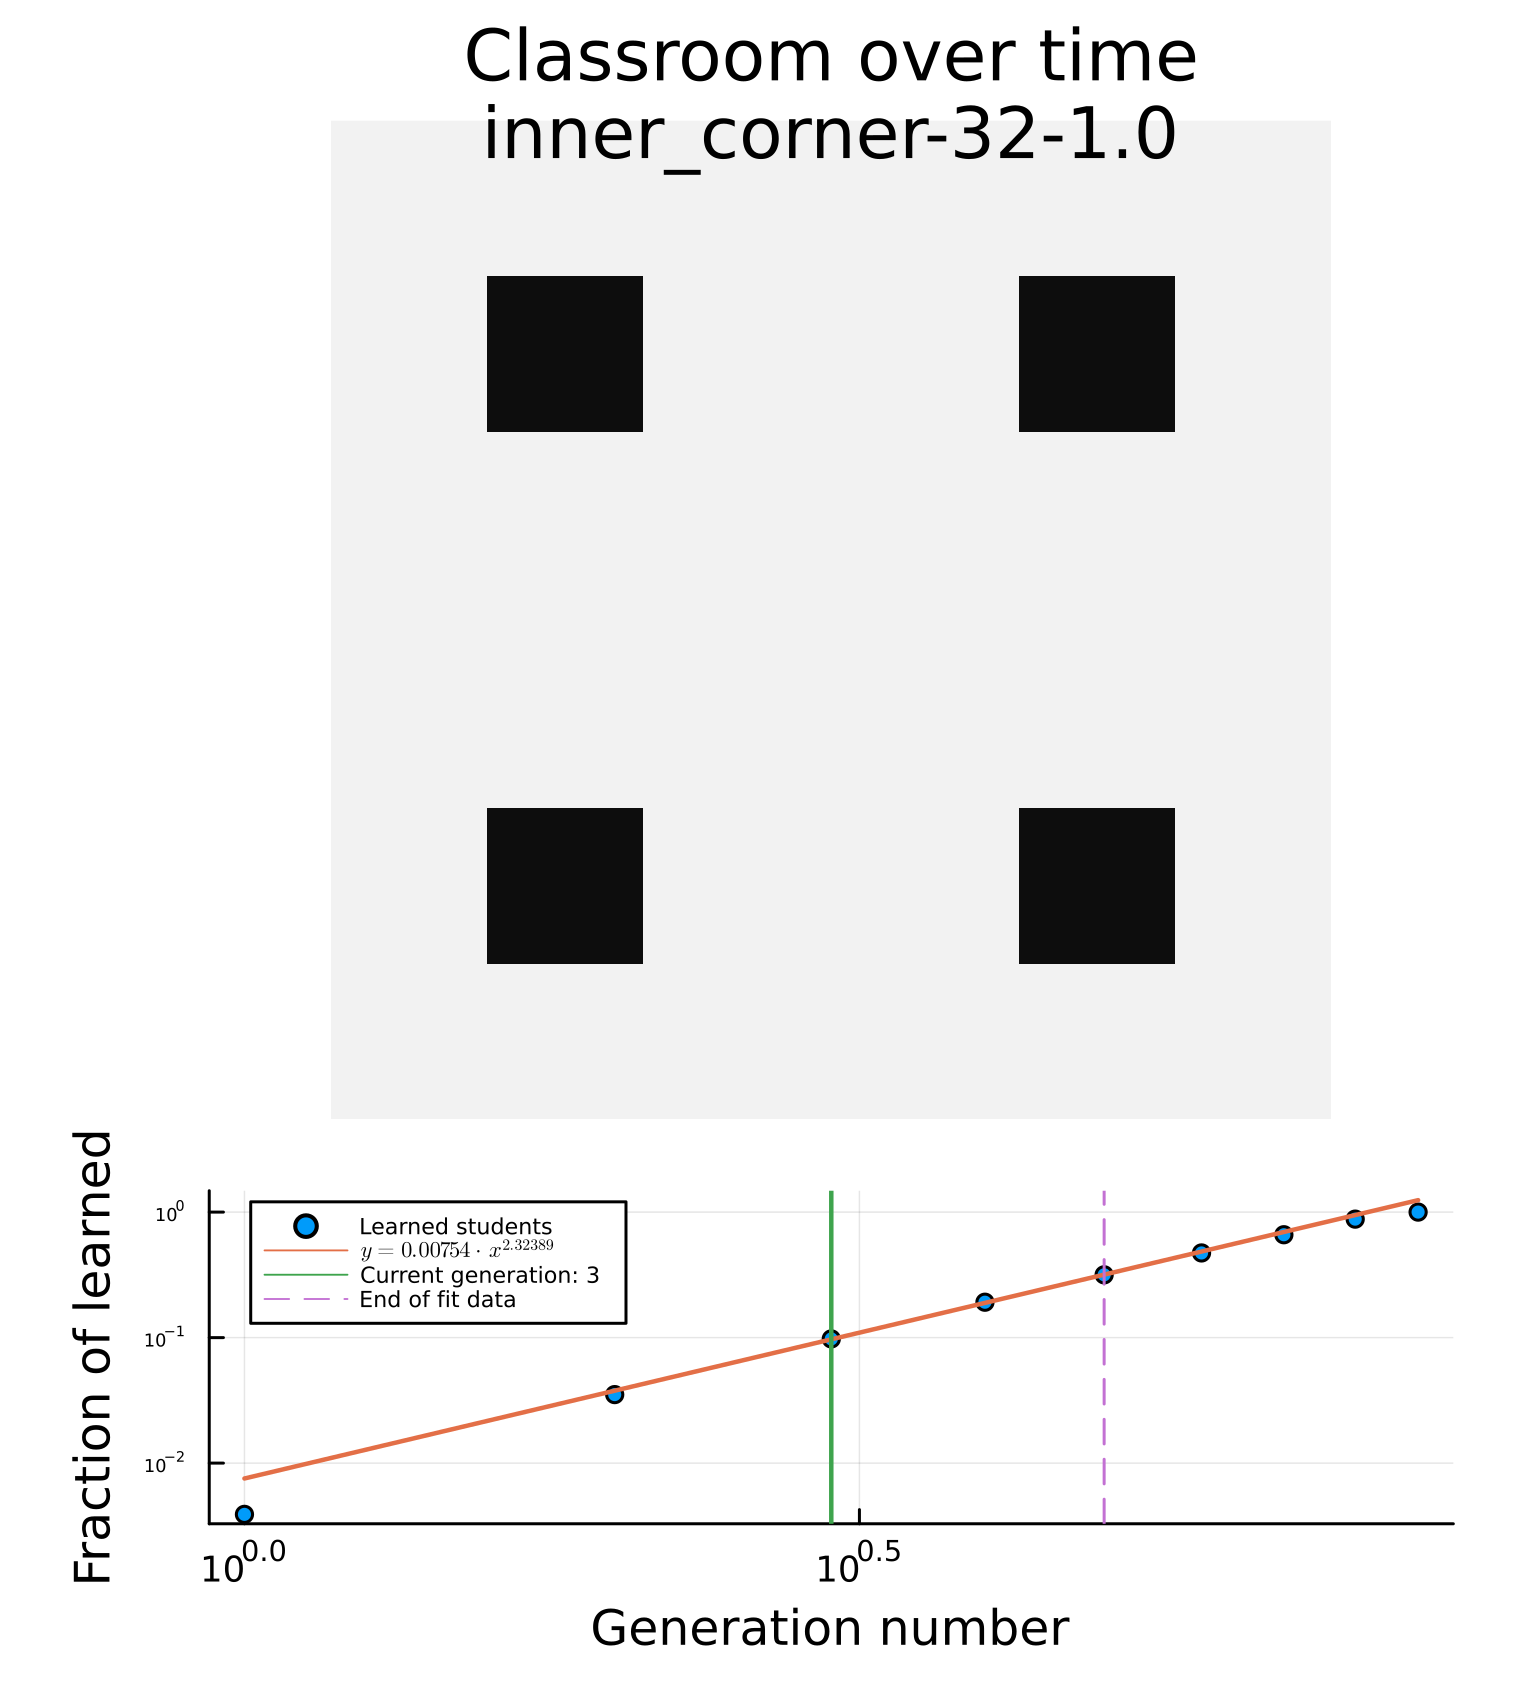 Classroom over time
inner_corner-32-1.0
Fraction of learned
10^0
10^−1
10^−2
Learned students
y = 0.00754 · x^2.32389
Current generation: 3
End of fit data
10^0.0
10^0.5
Generation number